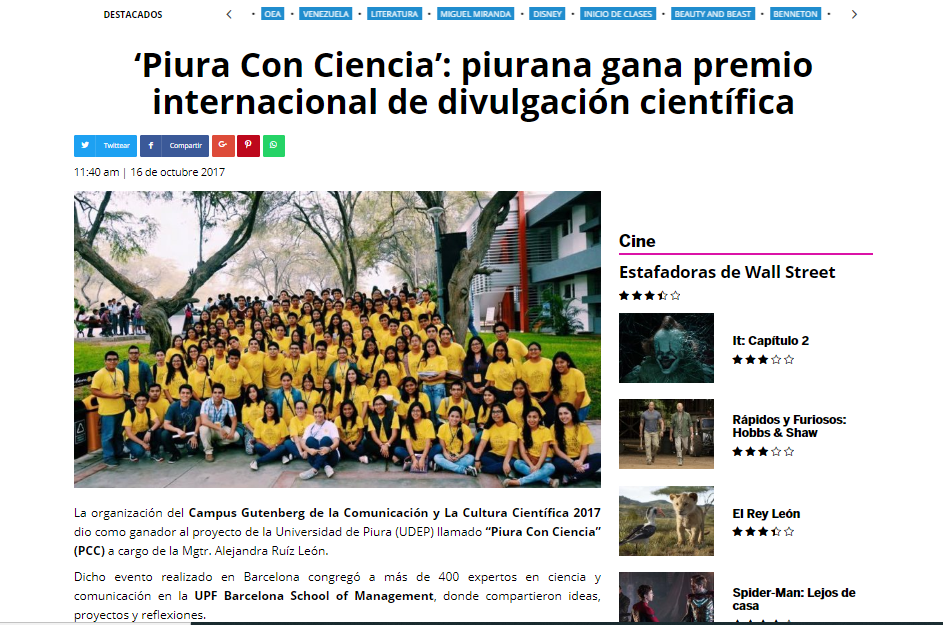 DESTACADOS
OEA • VENEZUELA • LITERATURA • MIGUEL MIRANDA • DISNEY • INICIO DE CLASES • BEAUTY AND BEAST • BENNETON •
‘Piura Con Ciencia’: piurana gana premio
internacional de divulgación científica
Twittear
Compartir
G+
11:40 am | 16 de octubre 2017
La organización del Campus Gutenberg de la Comunicación y La Cultura Científica 2017
dio como ganador al proyecto de la Universidad de Piura (UDEP) llamado “Piura Con Ciencia”
(PCC) a cargo de la Mgtr. Alejandra Ruíz León.
Dicho evento realizado en Barcelona congregó a más de 400 expertos en ciencia y
comunicación en la UPF Barcelona School of Management, donde compartieron ideas,
proyectos y reflexiones.
Cine
Estafadoras de Wall Street
It: Capítulo 2
Rápidos y Furiosos:
Hobbs & Shaw
El Rey León
Spider-Man: Lejos de
casa